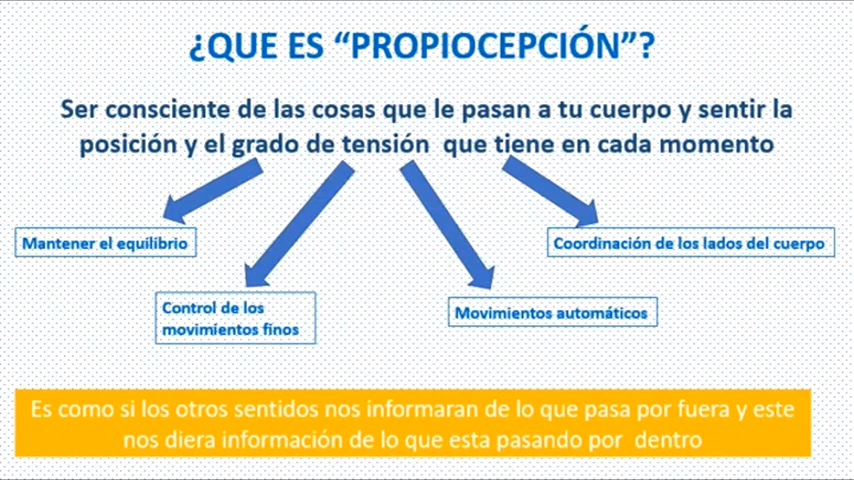 ¿QUE ES “PROPIOCEPCIÓN”?
Ser consciente de las cosas que le pasan a tu cuerpo y sentir la
posición y el grado de tensión que tiene en cada momento
Mantener el equilibrio
Coordinación de los lados del cuerpo
Control de los
movimientos finos
Movimientos automáticos
Es como si los otros sentidos nos informaran de lo que pasa por fuera y este
nos diera información de lo que esta pasando por dentro